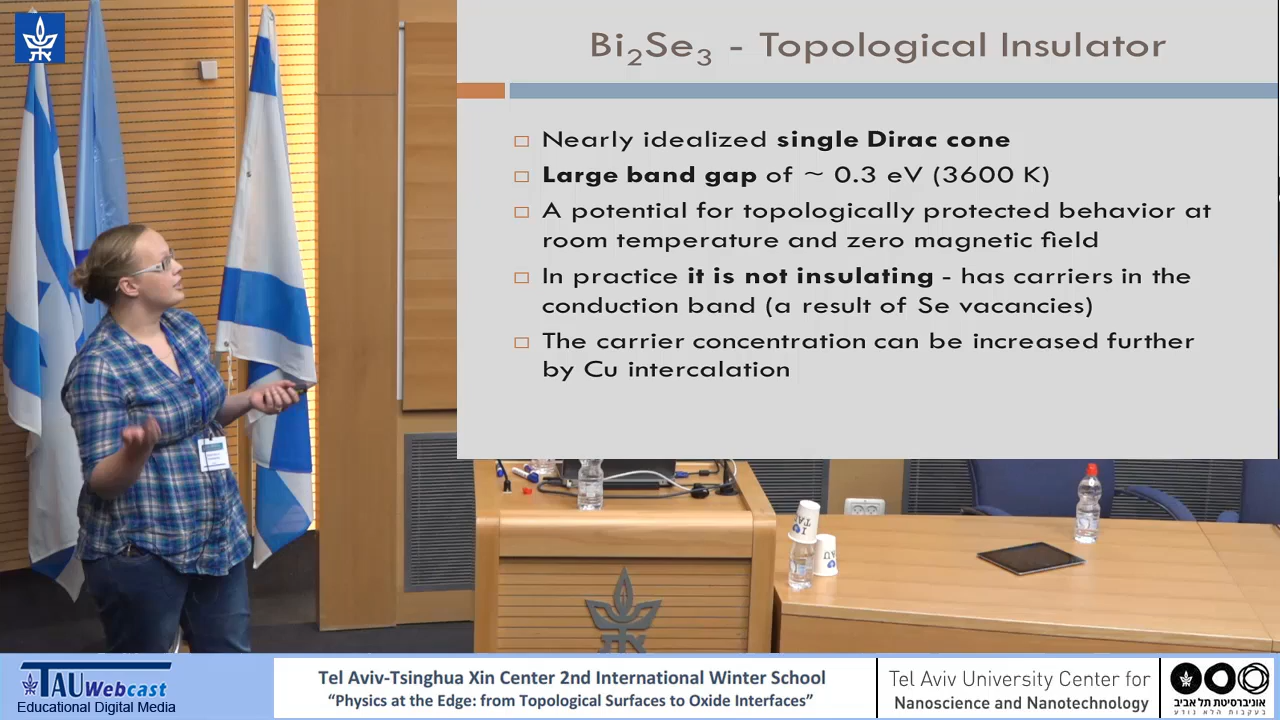 Bi₂Se₃ - Topological Insulator
Nearly idealized single Dirac cone
Large band gap of ~ 0.3 eV (3600 K)
A potential for topologically protected behavior at
room temperature and zero magnetic field
In practice it is not insulating - has carriers in the
conduction band (a result of Se vacancies)
The carrier concentration can be increased further
by Cu intercalation
TAU Webcast
Educational Digital Media
Tel Aviv-Tsinghua Xin Center 2nd International Winter School
“Physics at the Edge: from Topological Surfaces to Oxide Interfaces”
Tel Aviv University Center for
Nanoscience and Nanotechnology
אוניברסיטת תל אביב